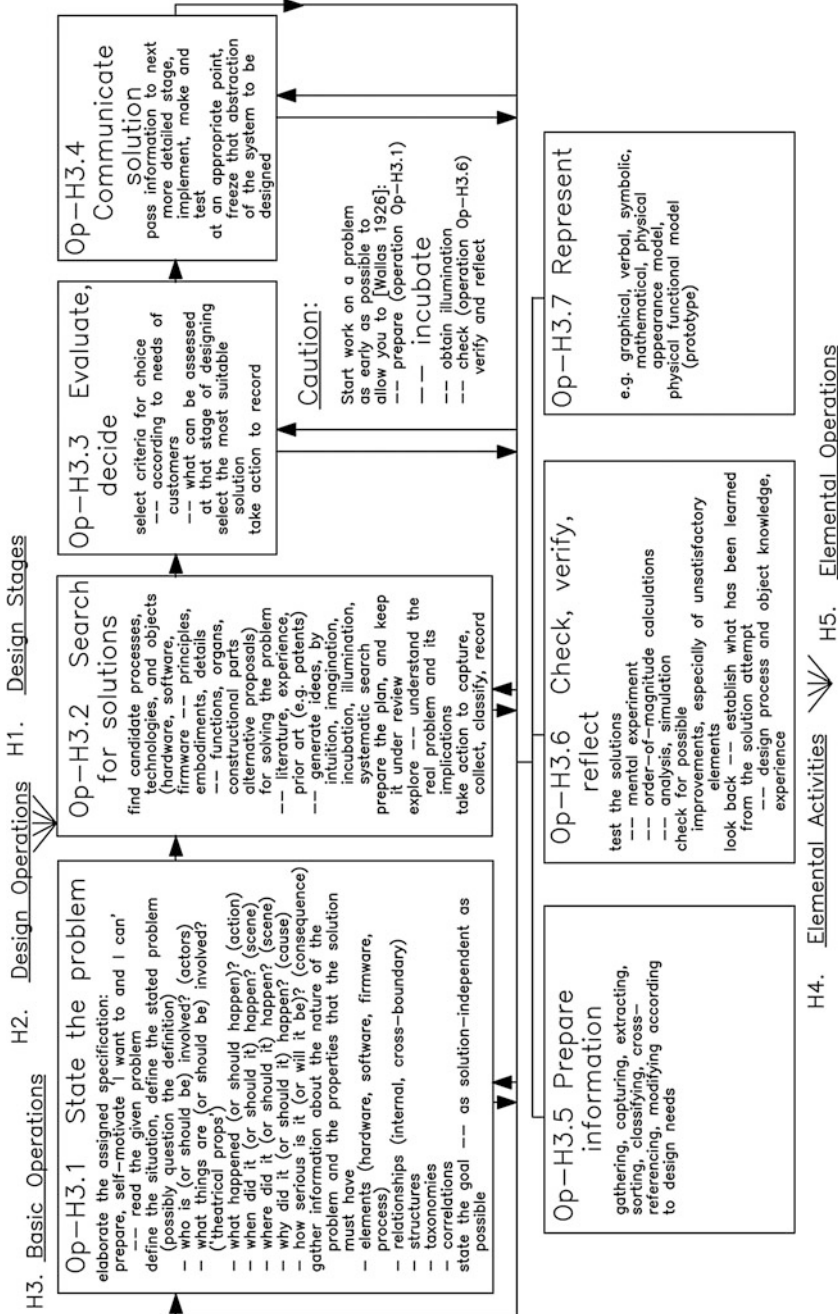 H1. Design Stages
H2. Design Operations
H3. Basic Operations
Op–H3.1 State the problem
elaborate the assigned specification:
prepare, self–motivate 'I want to and I can'
–– read the given problem
define the situation, define the stated problem
(possibly question the definition)
– who is (or should be) involved? (actors)
– what things are (or should be) involved?
('theatrical props')
– what happened (or should happen)? (action)
– when did it (or should it) happen? (scene)
– where did it (or should it) happen? (scene)
– why did it (or should it) happen? (cause)
– how serious is it (or will it be)? (consequence)
gather information about the nature of the
problem and the properties that the solution
must have
– elements (hardware, software, firmware,
process)
– relationships (internal, cross–boundary)
– structures
– taxonomies
– correlations
state the goal –– as solution–independent as
possible
Op–H3.2 Search
for solutions
find candidate processes,
technologies, and objects
(hardware, software,
firmware –– principles,
embodiments, details
–– functions, organs,
constructional parts
alternative proposals)
for solving the problem
–– literature, experience,
prior art (e.g. patents)
–– generate ideas, by
intuition, imagination,
incubation, illumination,
systematic search
prepare the plan, and keep
it under review
explore –– understand the
real problem and its
implications
take action to capture,
collect, classify, record
Op–H3.3 Evaluate,
decide
select criteria for choice
–– according to needs of
customers
–– what can be assessed
at that stage of designing
select the most suitable
solution
take action to record
Op–H3.4
Communicate
solution
pass information to next
more detailed stage,
implement, make and
test
at an appropriate point,
freeze that abstraction
of the system to be
designed
Caution:
Start work on a problem
as early as possible to
allow you to [Wallas 1926]:
–– prepare (operation Op–H3.1)
–– incubate
–– obtain illumination
–– check (operation Op–H3.6)
verify and reflect
Op–H3.5 Prepare
information
gathering, capturing, extracting,
sorting, classifying, cross–
referencing, modifying according
to design needs
Op–H3.6 Check, verify,
reflect
test the solutions
–– mental experiment
–– order–of–magnitude calculations
–– analysis, simulation
check for possible
improvements, especially of unsatisfactory
elements
look back –– establish what has been learned
from the solution attempt
–– design process and object knowledge,
experience
Op–H3.7 Represent
e.g. graphical, verbal, symbolic,
mathematical, physical
appearance model,
physical functional model
(prototype)
H4. Elemental Activities
H5. Elemental Operations